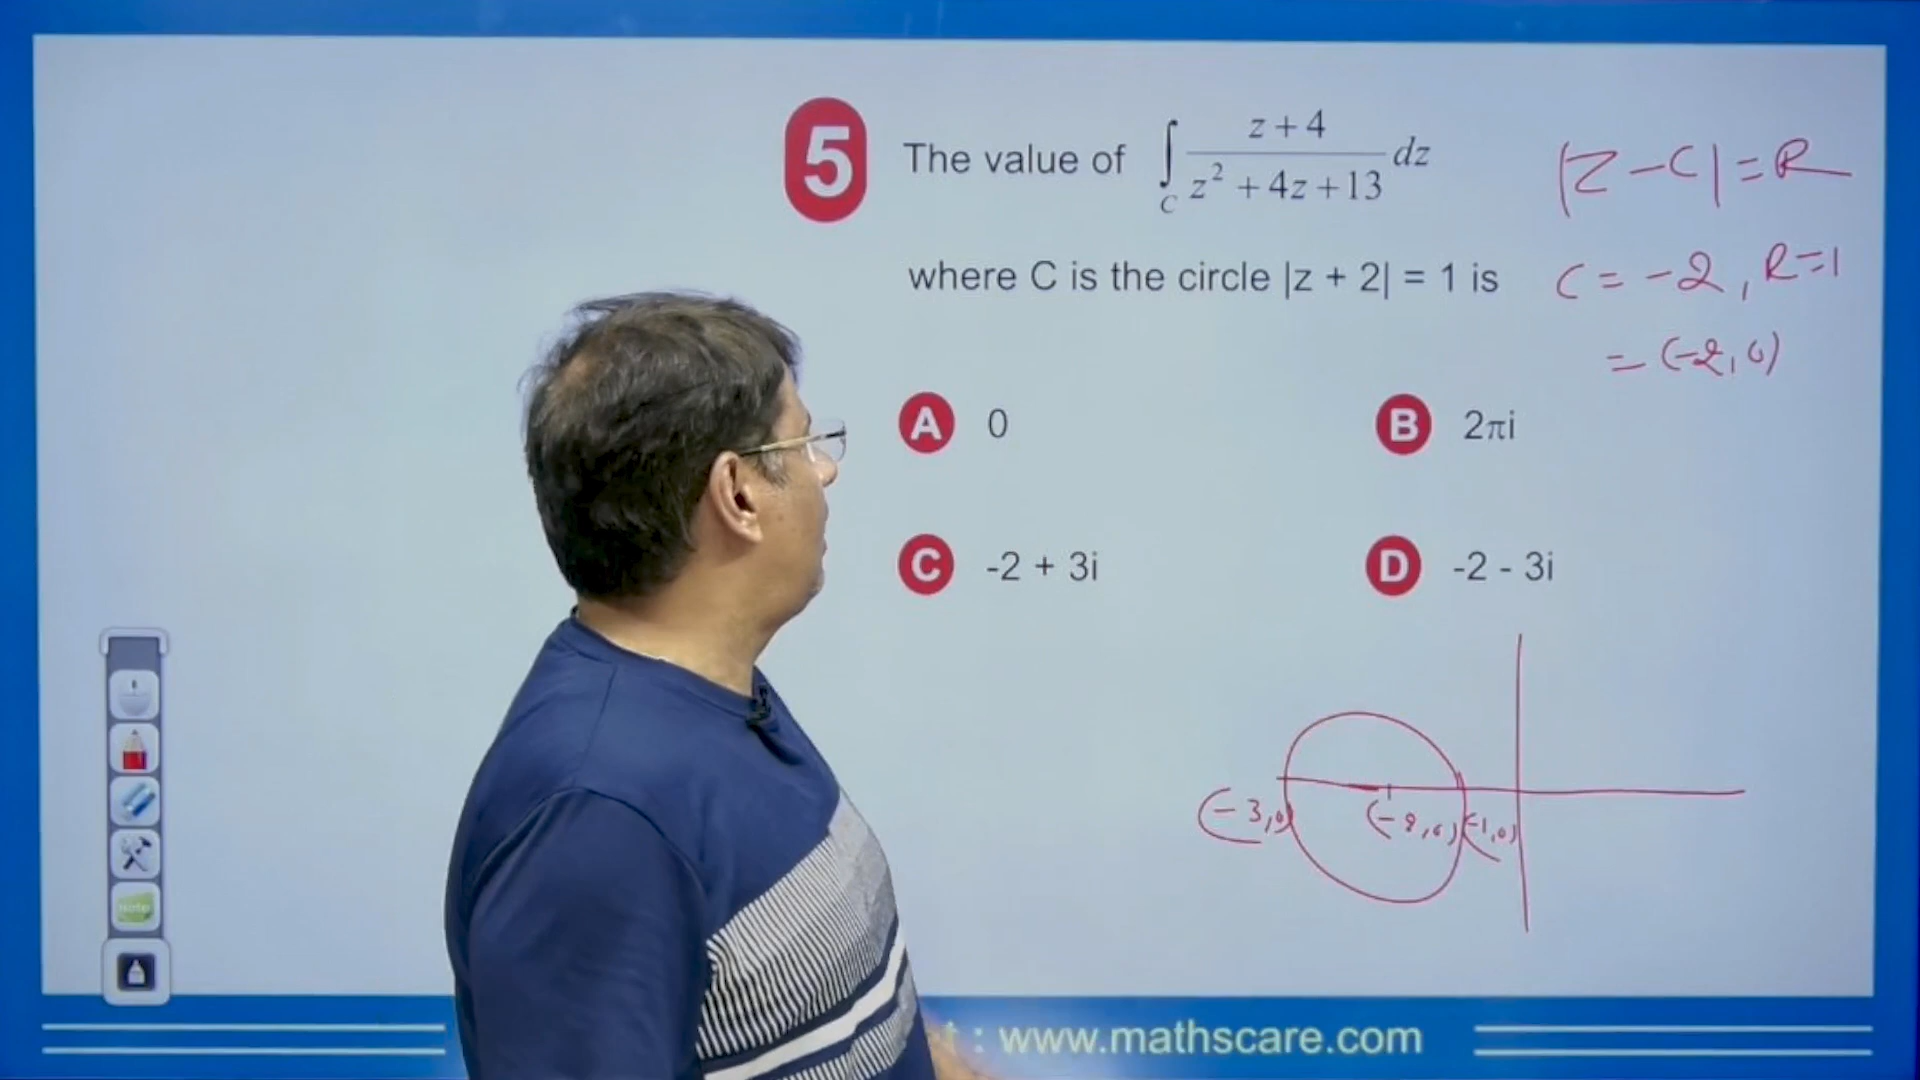 5 The value of ∫_C (z + 4)/(z² + 4z + 13) dz
where C is the circle |z + 2| = 1 is
A 0
B 2πi
C -2 + 3i
D -2 - 3i
|z - C| = R
C = -2, R = 1
= (-2, 0)
(-3, 0)
(-2, 0)
(-1, 0)
note
: www.mathscare.com